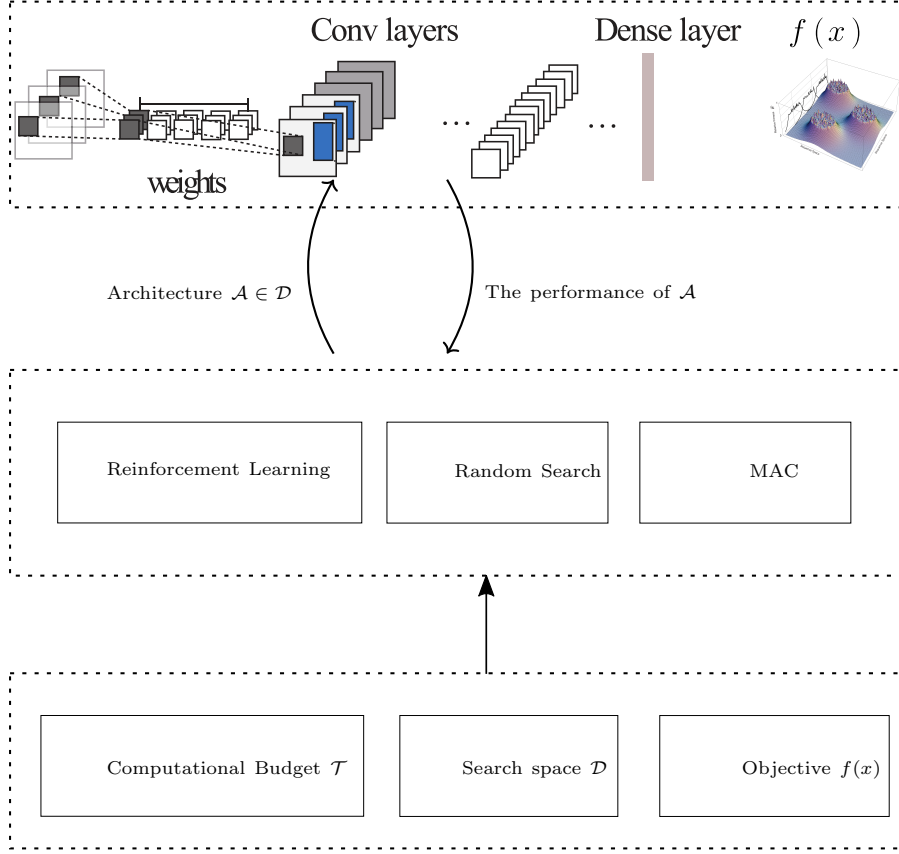 Conv layers
Dense layer
f ( x )
... ...
weights
Architecture 𝒜 ∈ 𝒟
The performance of 𝒜
Reinforcement Learning
Random Search
MAC
Computational Budget 𝒯
Search space 𝒟
Objective f(x)